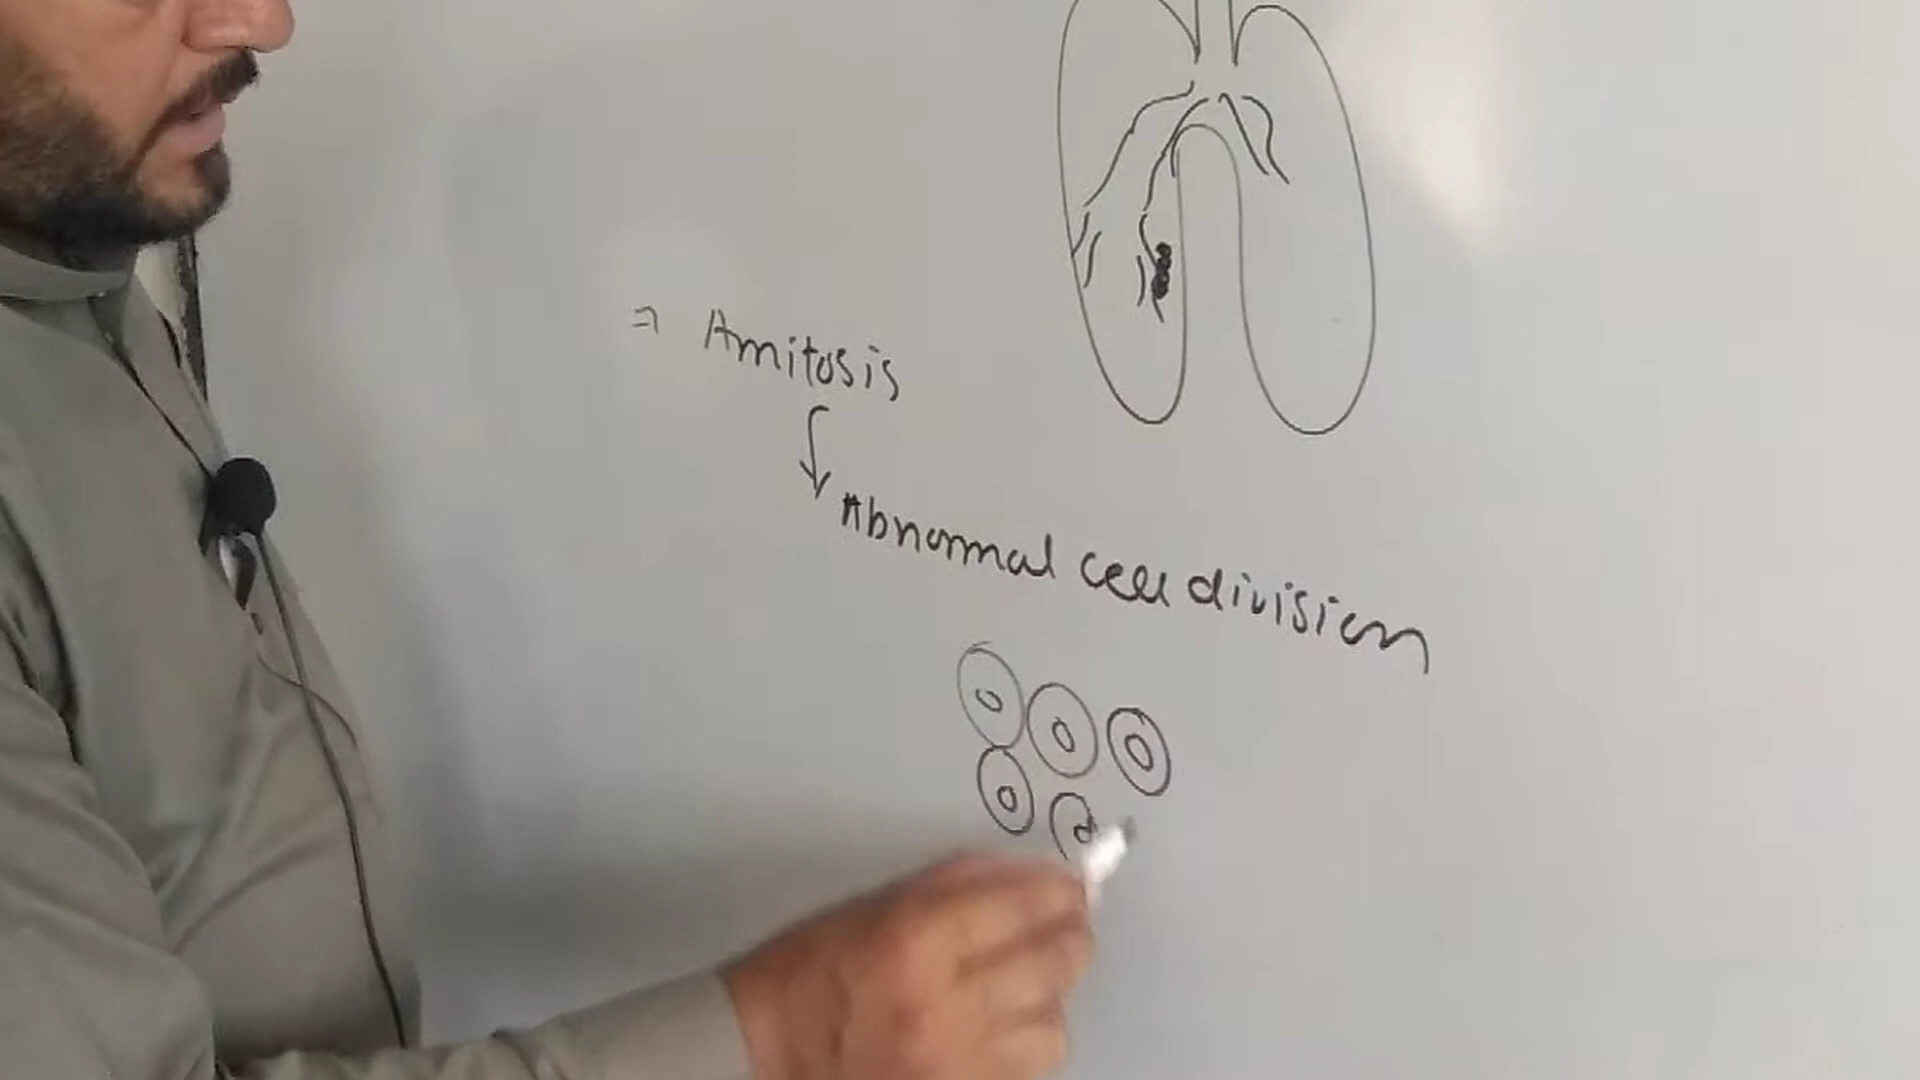 = Amitosis
Abnormal cell division